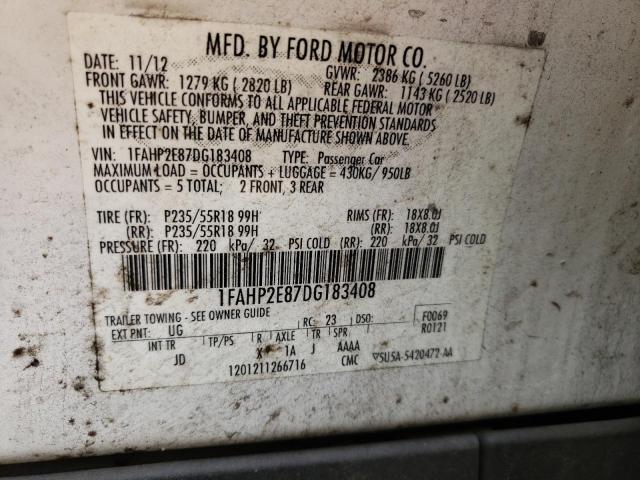 MFD. BY FORD MOTOR CO.
DATE: 11/12 GVWR: 2386 KG ( 5260 LB)
FRONT GAWR: 1279 KG ( 2820 LB) REAR GAWR: 1143 KG ( 2520 LB)
THIS VEHICLE CONFORMS TO ALL APPLICABLE FEDERAL MOTOR
VEHICLE SAFETY, BUMPER, AND THEFT PREVENTION STANDARDS
IN EFFECT ON THE DATE OF MANUFACTURE SHOWN ABOVE.
VIN: 1FAHP2E87DG183408 TYPE: Passenger Car
MAXIMUM LOAD = OCCUPANTS + LUGGAGE = 430KG/ 950LB
OCCUPANTS = 5 TOTAL; 2 FRONT, 3 REAR
TIRE (FR): P235/55R18 99H RIMS (FR): 18X8.0J
(RR): P235/55R18 99H (RR): 18X8.0J
PRESSURE (FR): 220 kPa/ 32 PSI COLD (RR): 220 kPa/ 32 PSI COLD
1FAHP2E87DG183408
TRAILER TOWING - SEE OWNER GUIDE
EXT PNT: UG RC: 23 DSO: F0069
R0121
INT TR TP/PS R AXLE TR SPR
JD X 1A J AAAA
1201211266716 CMC ▽SUSA-5420472-AA